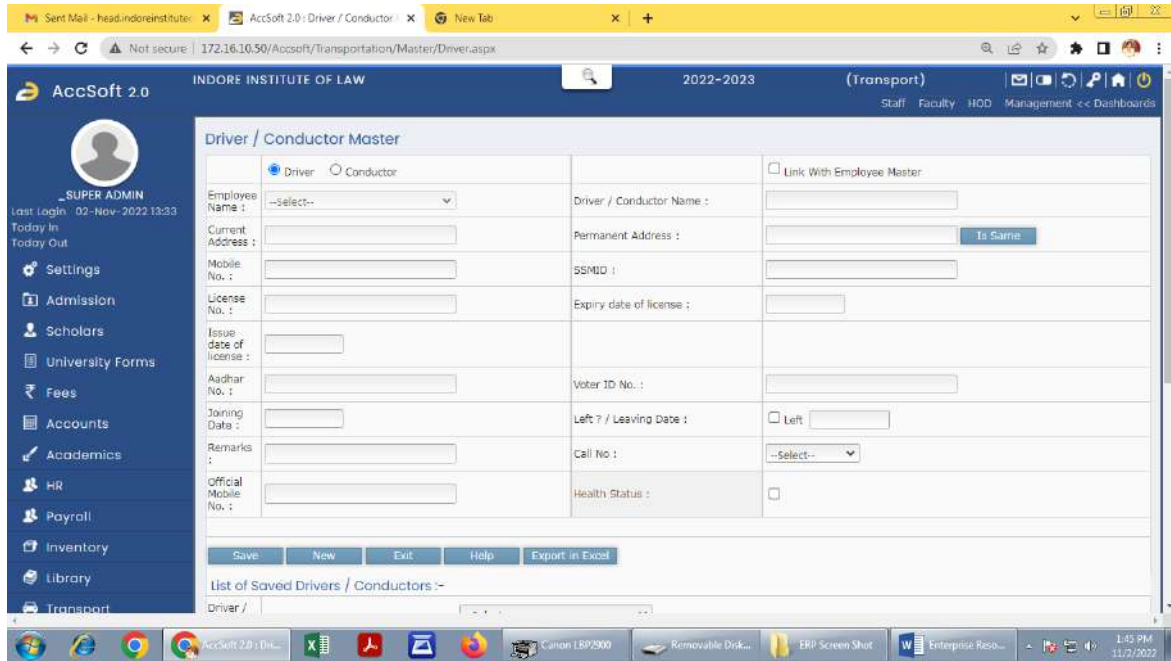 Sent Mail - head.indoreinstitute
AccSoft 2.0 : Driver / Conductor
New Tab
Not secure | 172.16.10.50/Accsoft/Transportation/Master/Driver.aspx
AccSoft 2.0
INDORE INSTITUTE OF LAW
2022-2023
(Transport)
Staff Faculty HOD Management << Dashboards
_SUPER ADMIN
Last Login 02-Nov-2022 13:33
Today In
Today Out
Settings
Admission
Scholars
University Forms
Fees
Accounts
Academics
HR
Payroll
Inventory
Library
Transport
Driver / Conductor Master
Driver Conductor
Link With Employee Master
Employee Name :
--Select--
Driver / Conductor Name :
Current Address :
Permanent Address :
Is Same
Mobile No. :
SSMID :
License No. :
Expiry date of license :
Issue date of license :
Aadhar No. :
Voter ID No. :
Joining Date :
Left ? / Leaving Date :
Left
Remarks :
Call No :
--Select--
Official Mobile No. :
Health Status :
Save New Exit Help Export in Excel
List of Saved Drivers / Conductors :-
Driver /
AccSoft 2.0 : Dri...
Canon LBP2900
Removable Disk...
ERP Screen Shot
Enterprise Reso...
1:45 PM
11/2/2022